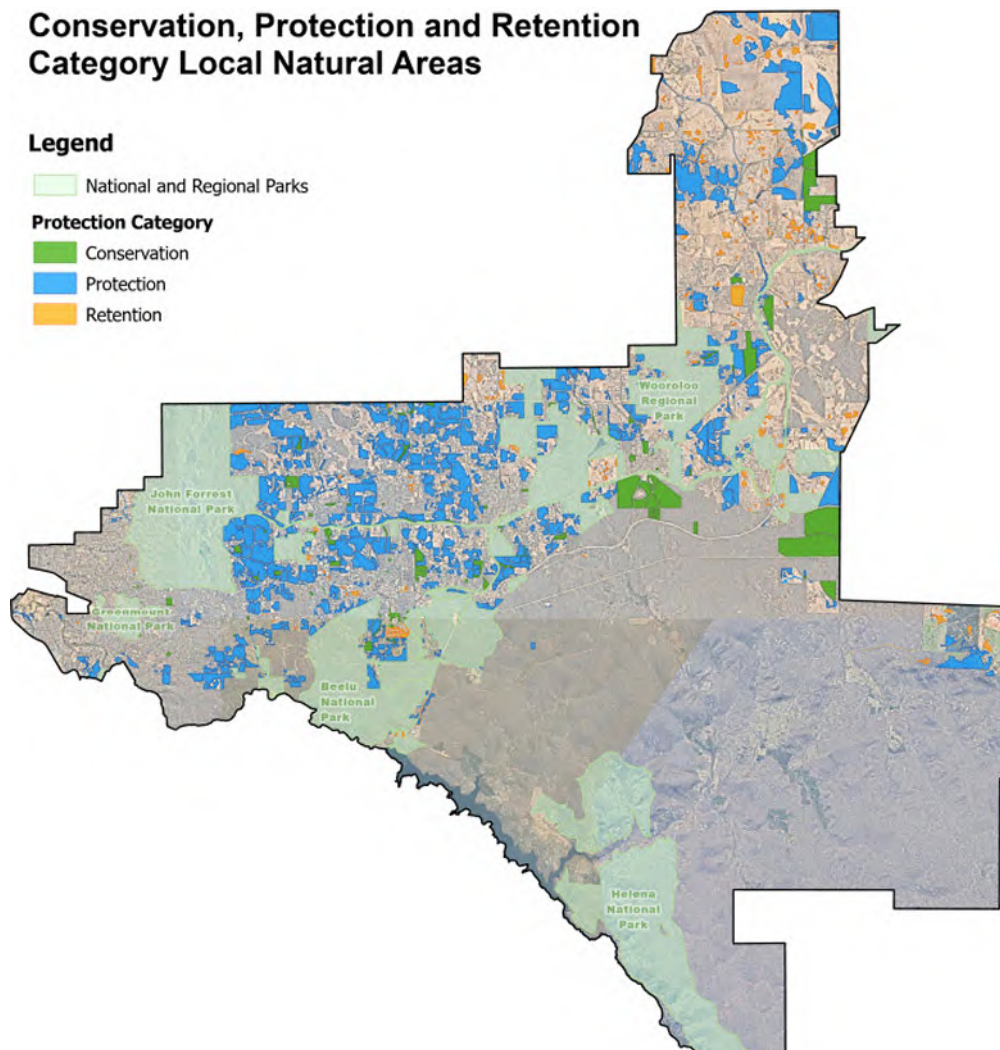 Conservation, Protection and Retention
Category Local Natural Areas
Legend
National and Regional Parks
Protection Category
Conservation
Protection
Retention
Wooroloo
Regional
Park
John Forrest
National Park
Greenmount
National Park
Beelu
National
Park
Helena
National
Park